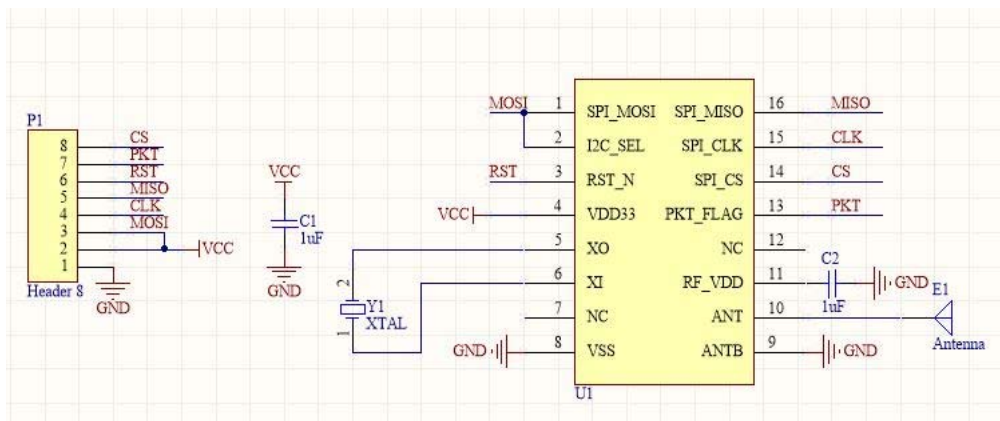 P1
8 CS
7 PKT
6 RST
5 MISO
4 CLK
3 MOSI
2 VCC
1
GND
Header 8
VCC
C1
1uF
GND
2
Y1
XTAL
1
MOSI 1 SPI_MOSI SPI_MISO 16 MISO
2 I2C_SEL SPI_CLK 15 CLK
RST 3 RST_N SPI_CS 14 CS
VCC 4 VDD33 PKT_FLAG 13 PKT
5 XO NC 12
6 XI RF_VDD 11
7 NC ANT 10
GND 8 VSS ANTB 9 GND
U1
C2
1uF
GND
E1
Antenna